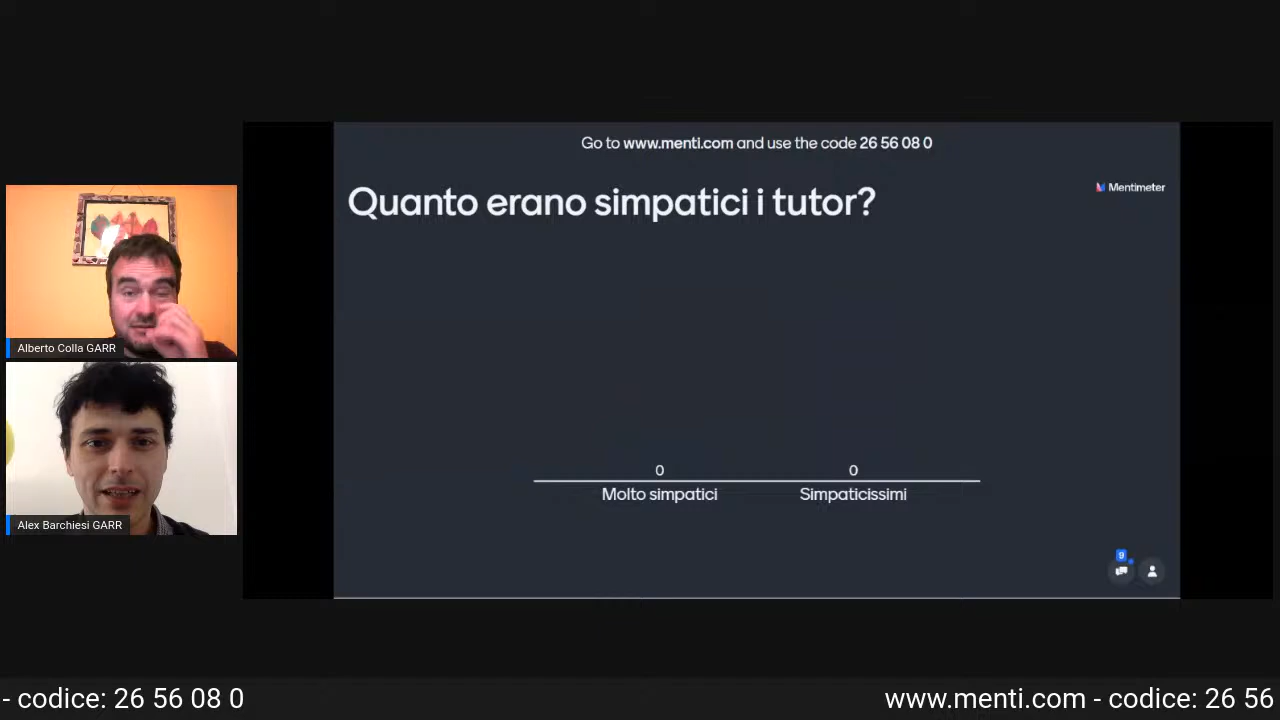 Go to www.menti.com and use the code 26 56 08 0
Mentimeter
Quanto erano simpatici i tutor?
Alberto Colla GARR
Alex Barchiesi GARR
0
0
Molto simpatici
Simpaticissimi
9
- codice: 26 56 08 0
www.menti.com - codice: 26 56